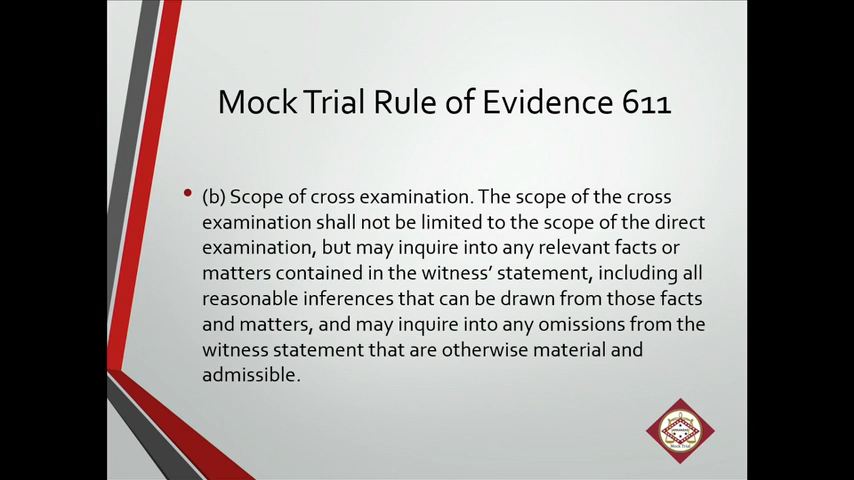 Mock Trial Rule of Evidence 611
• (b) Scope of cross examination. The scope of the cross
examination shall not be limited to the scope of the direct
examination, but may inquire into any relevant facts or
matters contained in the witness’ statement, including all
reasonable inferences that can be drawn from those facts
and matters, and may inquire into any omissions from the
witness statement that are otherwise material and
admissible.
Mock Trial